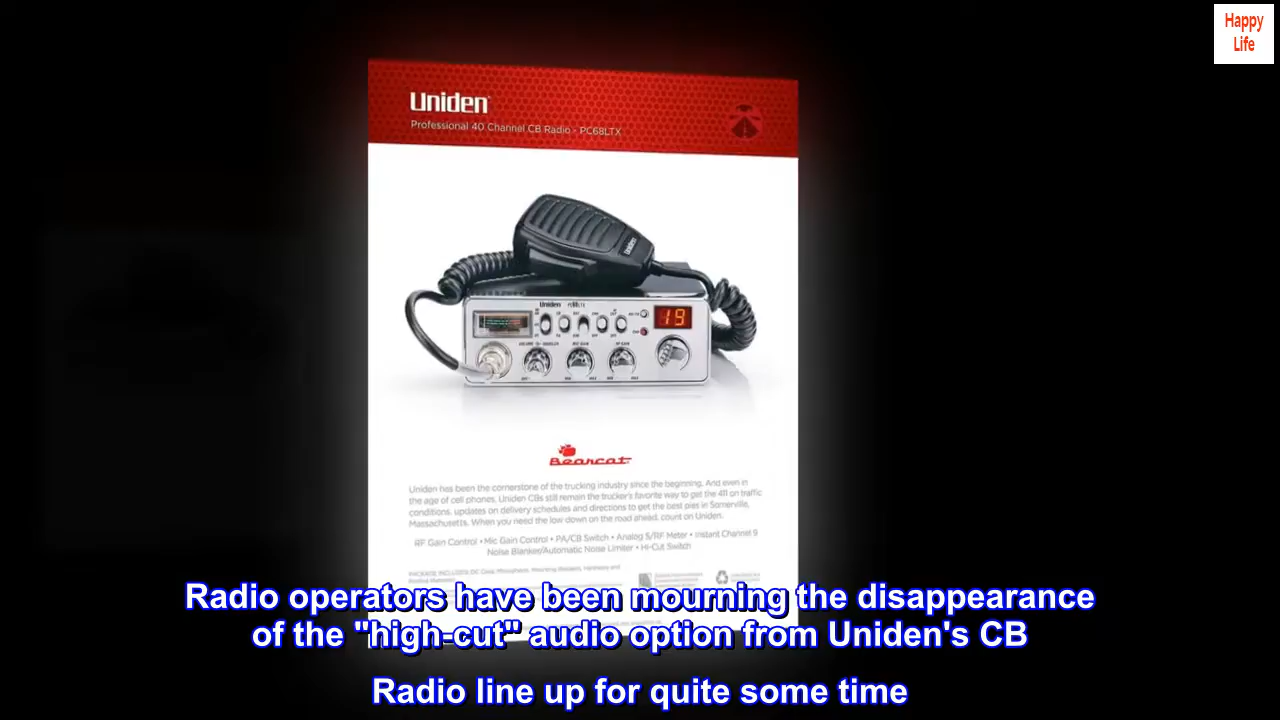 Happy
Life
Uniden
Professional 40 Channel CB Radio - PC68LTX
Uniden
Uniden
19
Bearcat
Uniden has been the cornerstone of the trucking industry since the beginning. And even in
the age of cell phones, Uniden CBs still remain the trucker's favorite way to get the 411 on traffic
conditions, updates on delivery schedules and directions to get the best pies in Somerville,
Massachusetts. When you need the low down on the road ahead, count on Uniden.
RF Gain Control • Mic Gain Control • PA/CB Switch • Analog S/RF Meter • Instant Channel 9
Noise Blanker/Automatic Noise Limiter • Hi-Cut Switch
Radio operators have been mourning the disappearance
of the "high-cut" audio option from Uniden's CB
Radio line up for quite some time